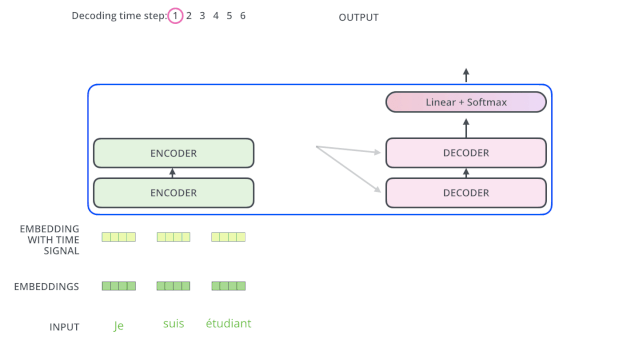 Decoding time step: 1 2 3 4 5 6
OUTPUT
Linear + Softmax
ENCODER
DECODER
ENCODER
DECODER
EMBEDDING
WITH TIME
SIGNAL
EMBEDDINGS
INPUT
Je suis étudiant